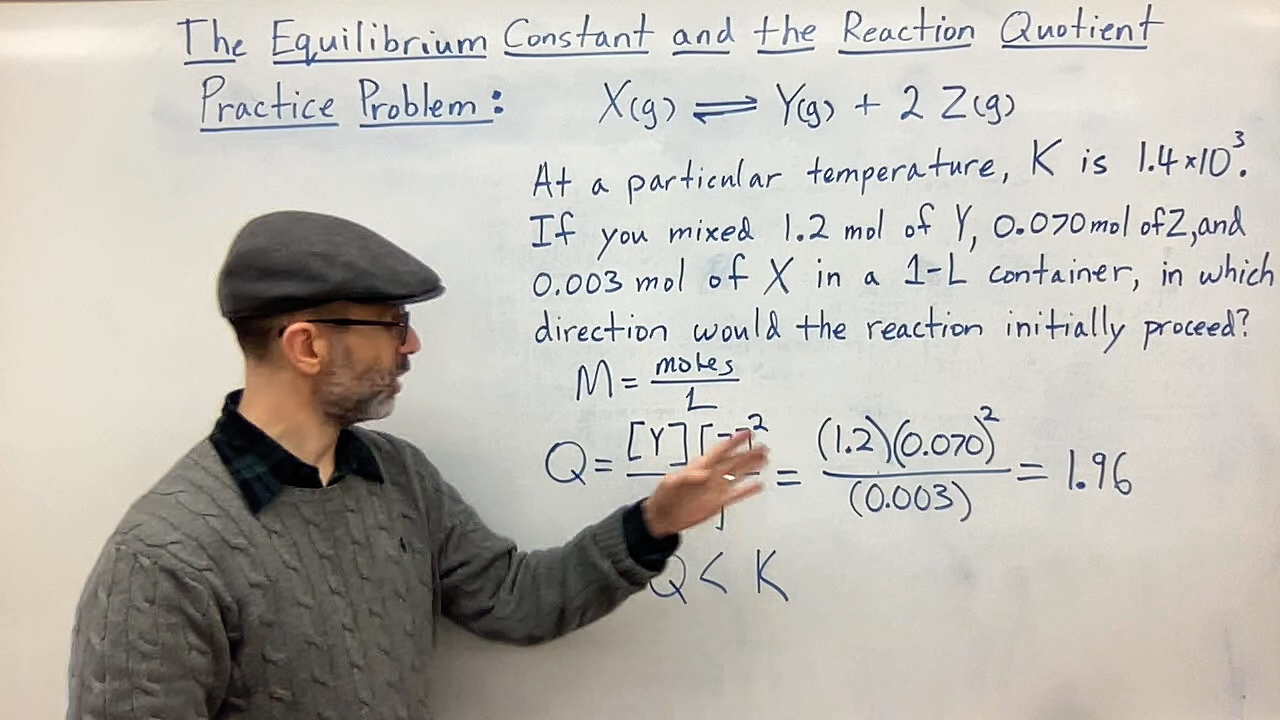 The Equilibrium Constant and the Reaction Quotient
Practice Problem: X(g) ⇌ Y(g) + 2 Z(g)
At a particular temperature, K is 1.4×10³.
If you mixed 1.2 mol of Y, 0.070 mol of Z, and
0.003 mol of X in a 1-L container, in which
direction would the reaction initially proceed?
M = moles / L
Q = [Y][ ]² / = (1.2)(0.070)² / (0.003) = 1.96
Q < K